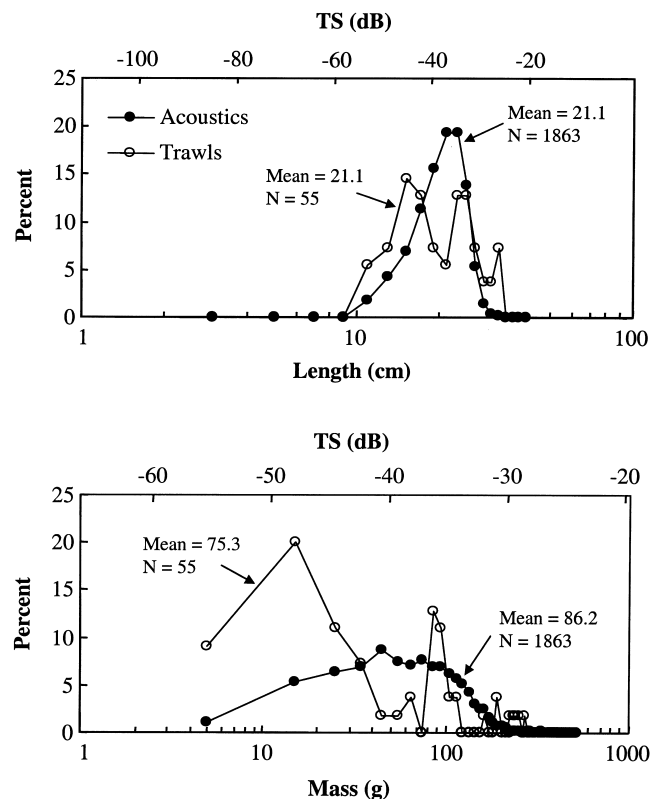 TS (dB)
-100 -80 -60 -40 -20
25
20
15
10
5
0
Percent
Acoustics
Trawls
Mean = 21.1
N = 1863
Mean = 21.1
N = 55
1 10 100
Length (cm)
TS (dB)
-60 -50 -40 -30 -20
25
20
15
10
5
0
Percent
Mean = 75.3
N = 55
Mean = 86.2
N = 1863
1 10 100 1000
Mass (g)